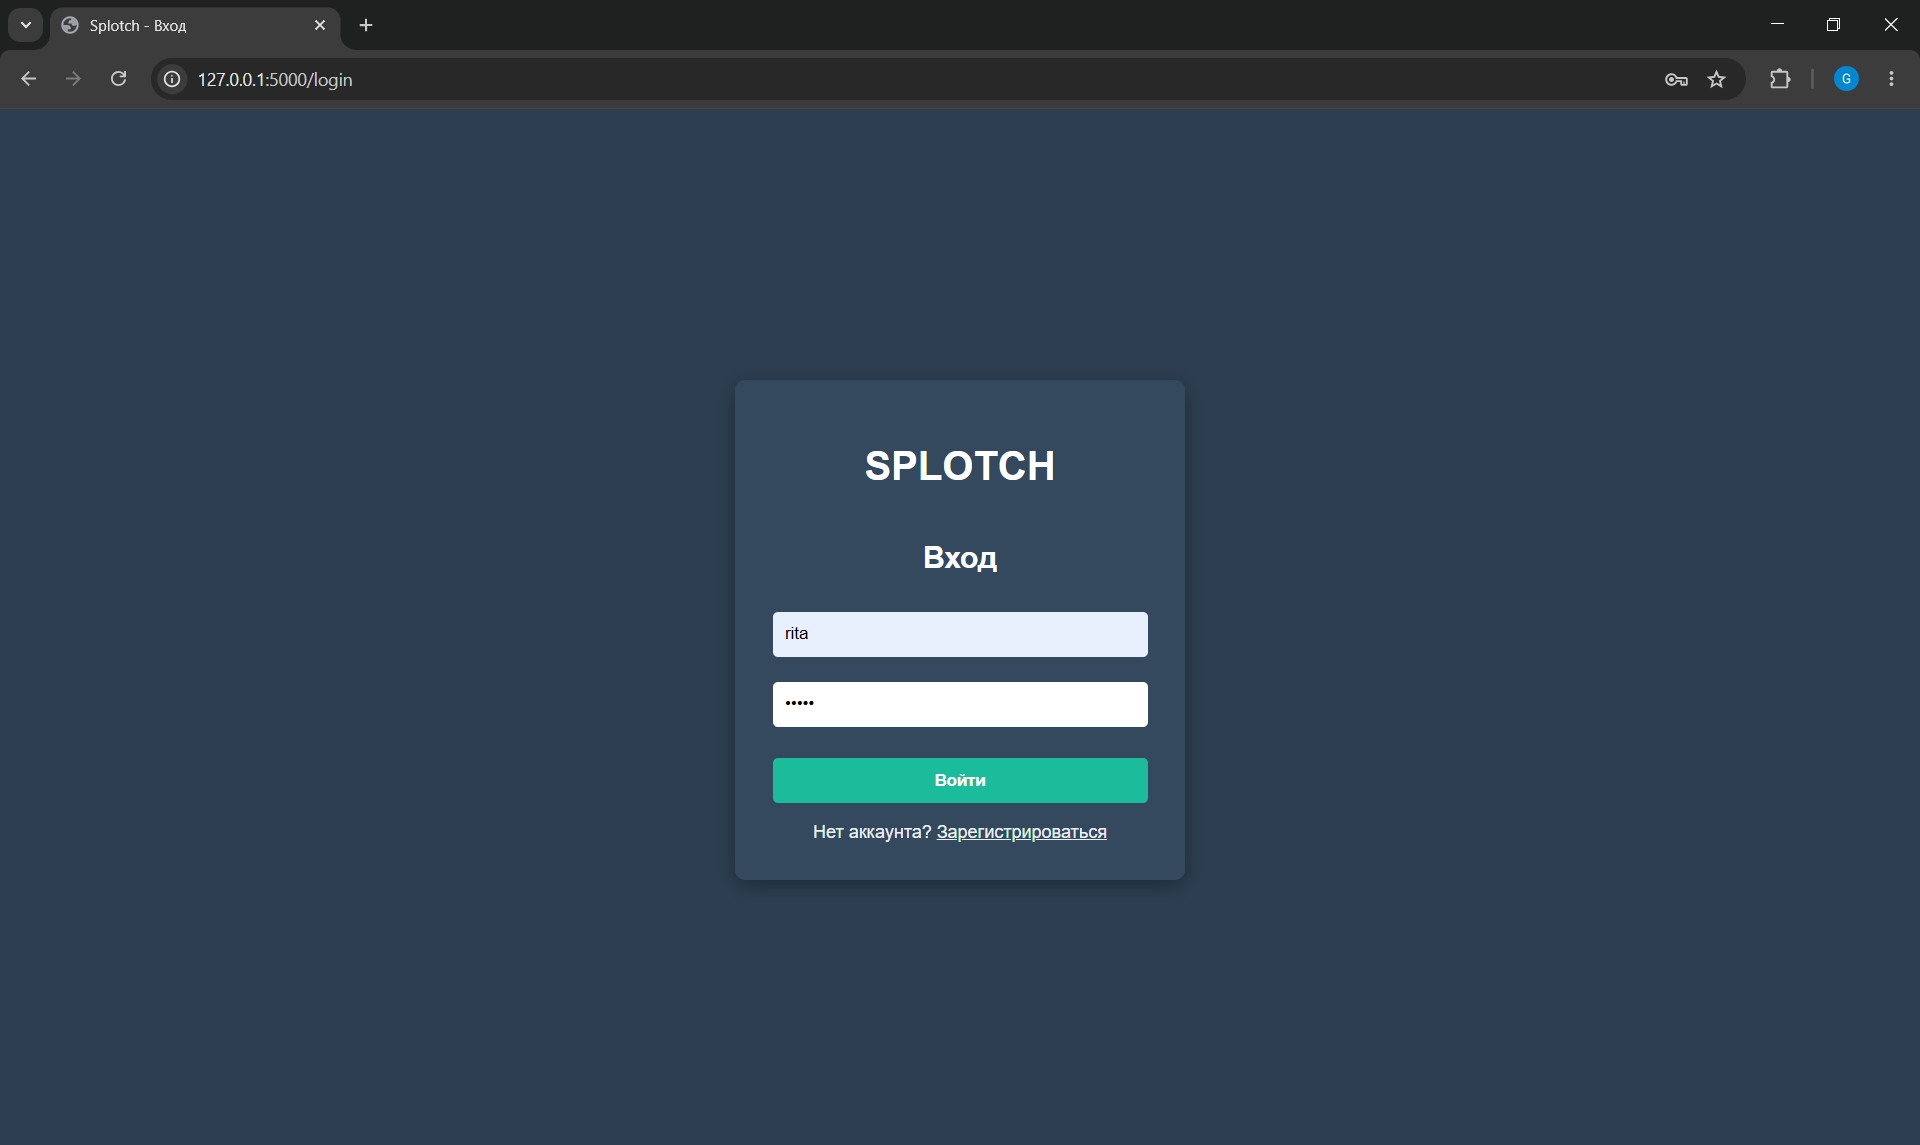 Splotch - Вход
127.0.0.1:5000/login
G
SPLOTCH
Вход
rita
•••••
Войти
Нет аккаунта? Зарегистрироваться